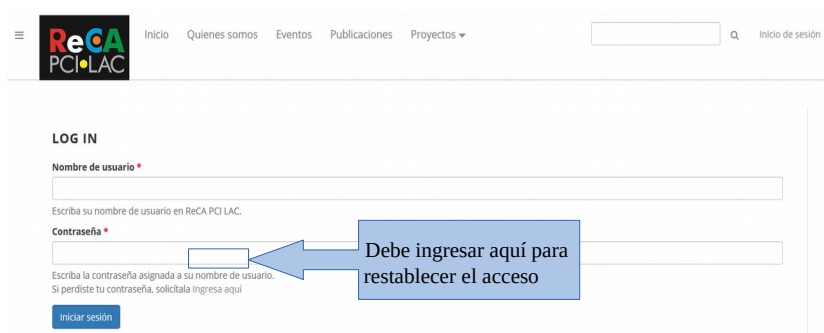 ReCA
PCI LAC
Inicio Quienes somos Eventos Publicaciones Proyectos
Inicio de sesión
LOG IN
Nombre de usuario *
Escriba su nombre de usuario en ReCA PCI LAC.
Contraseña *
Debe ingresar aquí para
restablecer el acceso
Escriba la contraseña asignada a su nombre de usuario.
Si perdiste tu contraseña, solicítala Ingresa aquí
Iniciar sesión